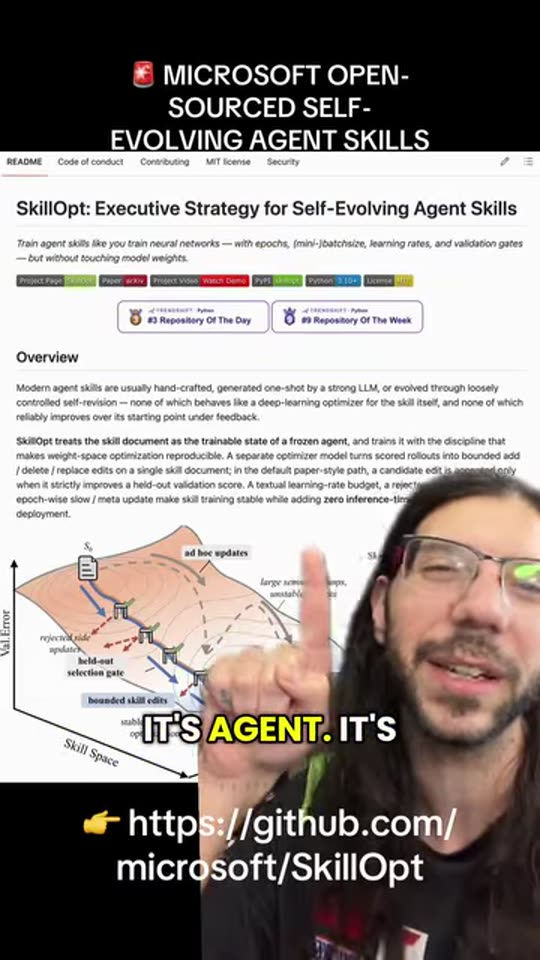 🚨 MICROSOFT OPEN-
SOURCED SELF-
EVOLVING AGENT SKILLS
README Code of conduct Contributing MIT license Security
SkillOpt: Executive Strategy for Self-Evolving Agent Skills
Train agent skills like you train neural networks — with epochs, (mini-)batchsize, learning rates, and validation gates
— but without touching model weights.
Project Page SkillOpt Paper arXiv Project Video Watch Demo PyPI skillopt Python 3.10+ License
TRENDSHIFT · Python
#3 Repository Of The Day
TRENDSHIFT · Python
#9 Repository Of The Week
Overview
Modern agent skills are usually hand-crafted, generated one-shot by a strong LLM, or evolved through loosely
controlled self-revision — none of which behaves like a deep-learning optimizer for the skill itself, and none of which
reliably improves over its starting point under feedback.
SkillOpt treats the skill document as the trainable state of a frozen agent, and trains it with the discipline that
makes weight-space optimization reproducible. A separate optimizer model turns scored rollouts into bounded add
/ delete / replace edits on a single skill document; in the default paper-style path, a candidate edit is accepted only
when it strictly improves a held-out validation score. A textual learning-rate budget, a
epoch-wise slow / meta update make skill training stable while adding zero
deployment.
S₀
ad hoc updates
large
rejected side
updates
held-out
selection gate
bounded skill edits
Val.Error
Skill Space
IT'S AGENT. IT'S
👉 https://github.com/
microsoft/SkillOpt